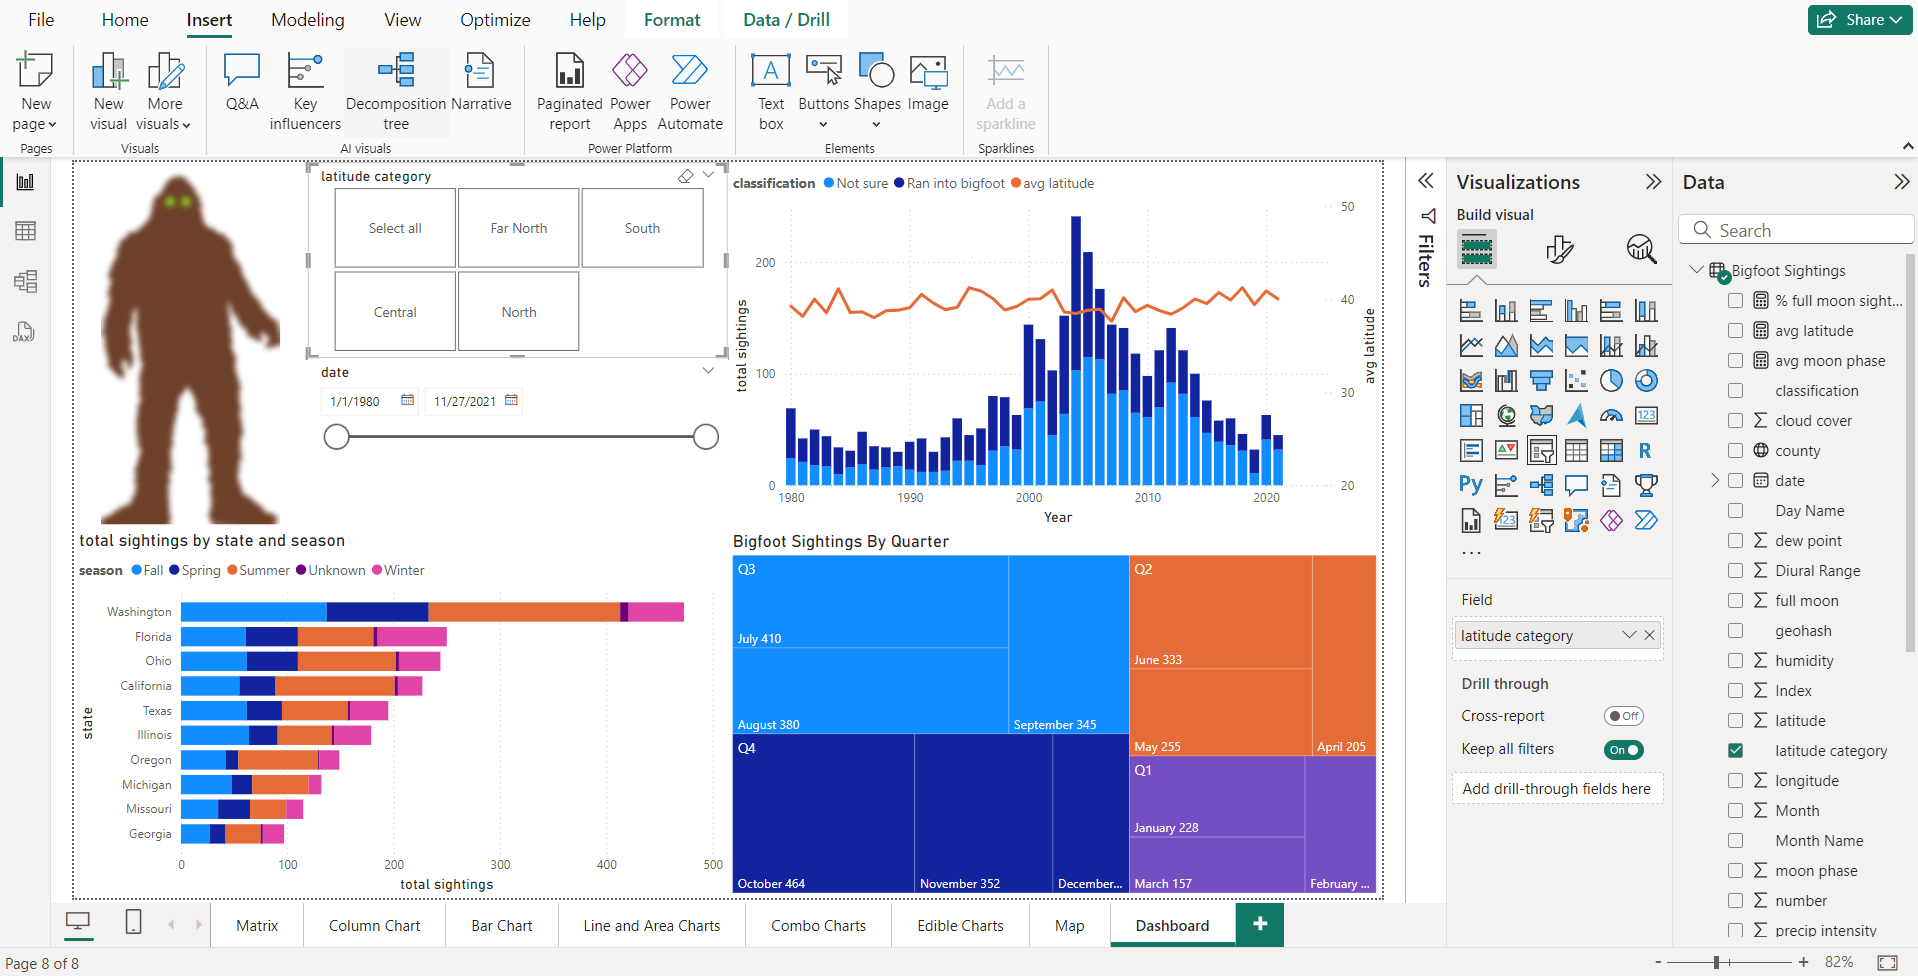 File Home Insert Modeling View Optimize Help Format Data / Drill Share
New page
New visual
More visuals
Q&A
Key influencers
Decomposition tree
Narrative
Paginated report
Power Apps
Power Automate
Text box
Buttons
Shapes
Image
Add a sparkline
Pages Visuals AI visuals Power Platform Elements Sparklines
DAX
latitude category
Select all Far North South
Central North
date
1/1/1980 11/27/2021
classification Not sure Ran into bigfoot avg latitude
total sightings
200
100
0
50
40
30
20
avg latitude
1980 1990 2000 2010 2020
Year
total sightings by state and season
season Fall Spring Summer Unknown Winter
state
Washington
Florida
Ohio
California
Texas
Illinois
Oregon
Michigan
Missouri
Georgia
0 100 200 300 400 500
total sightings
Bigfoot Sightings By Quarter
Q3
July 410
August 380
September 345
Q4
October 464
November 352
December...
Q2
June 333
May 255
April 205
Q1
January 228
March 157
February ...
Filters
Visualizations
Build visual
123
R
Py
123
...
Field
latitude category
Drill through
Cross-report Off
Keep all filters On
Add drill-through fields here
Data
Search
Bigfoot Sightings
% full moon sight...
avg latitude
avg moon phase
classification
cloud cover
county
date
Day Name
dew point
Diural Range
full moon
geohash
humidity
Index
latitude
latitude category
longitude
Month
Month Name
moon phase
number
precip intensity
Matrix Column Chart Bar Chart Line and Area Charts Combo Charts Edible Charts Map Dashboard +
Page 8 of 8
- + 82%